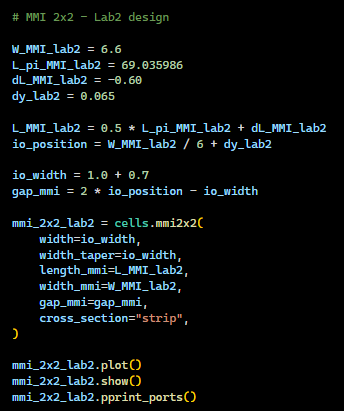 # MMI 2x2 - Lab2 design

W_MMI_lab2 = 6.6
L_pi_MMI_lab2 = 69.035986
dL_MMI_lab2 = -0.60
dy_lab2 = 0.065

L_MMI_lab2 = 0.5 * L_pi_MMI_lab2 + dL_MMI_lab2
io_position = W_MMI_lab2 / 6 + dy_lab2

io_width = 1.0 + 0.7
gap_mmi = 2 * io_position - io_width

mmi_2x2_lab2 = cells.mmi2x2(
    width=io_width,
    width_taper=io_width,
    length_mmi=L_MMI_lab2,
    width_mmi=W_MMI_lab2,
    gap_mmi=gap_mmi,
    cross_section="strip",
)

mmi_2x2_lab2.plot()
mmi_2x2_lab2.show()
mmi_2x2_lab2.pprint_ports()